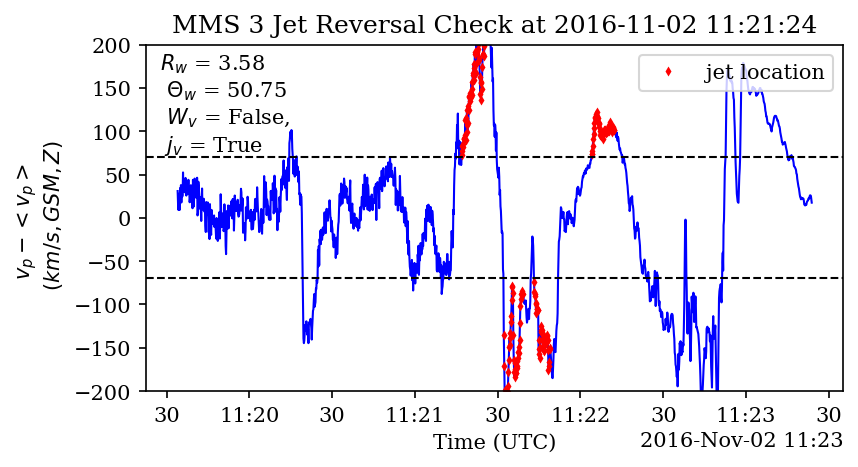 MMS 3 Jet Reversal Check at 2016-11-02 11:21:24
R_w = 3.58
Θ_w = 50.75
W_v = False,
j_v = True
jet location
v_p − <v_p>
(km/s, GSM, Z)
200
150
100
50
0
−50
−100
−150
−200
30 11:20 30 11:21 30 11:22 30 11:23 30
Time (UTC)
2016-Nov-02 11:23